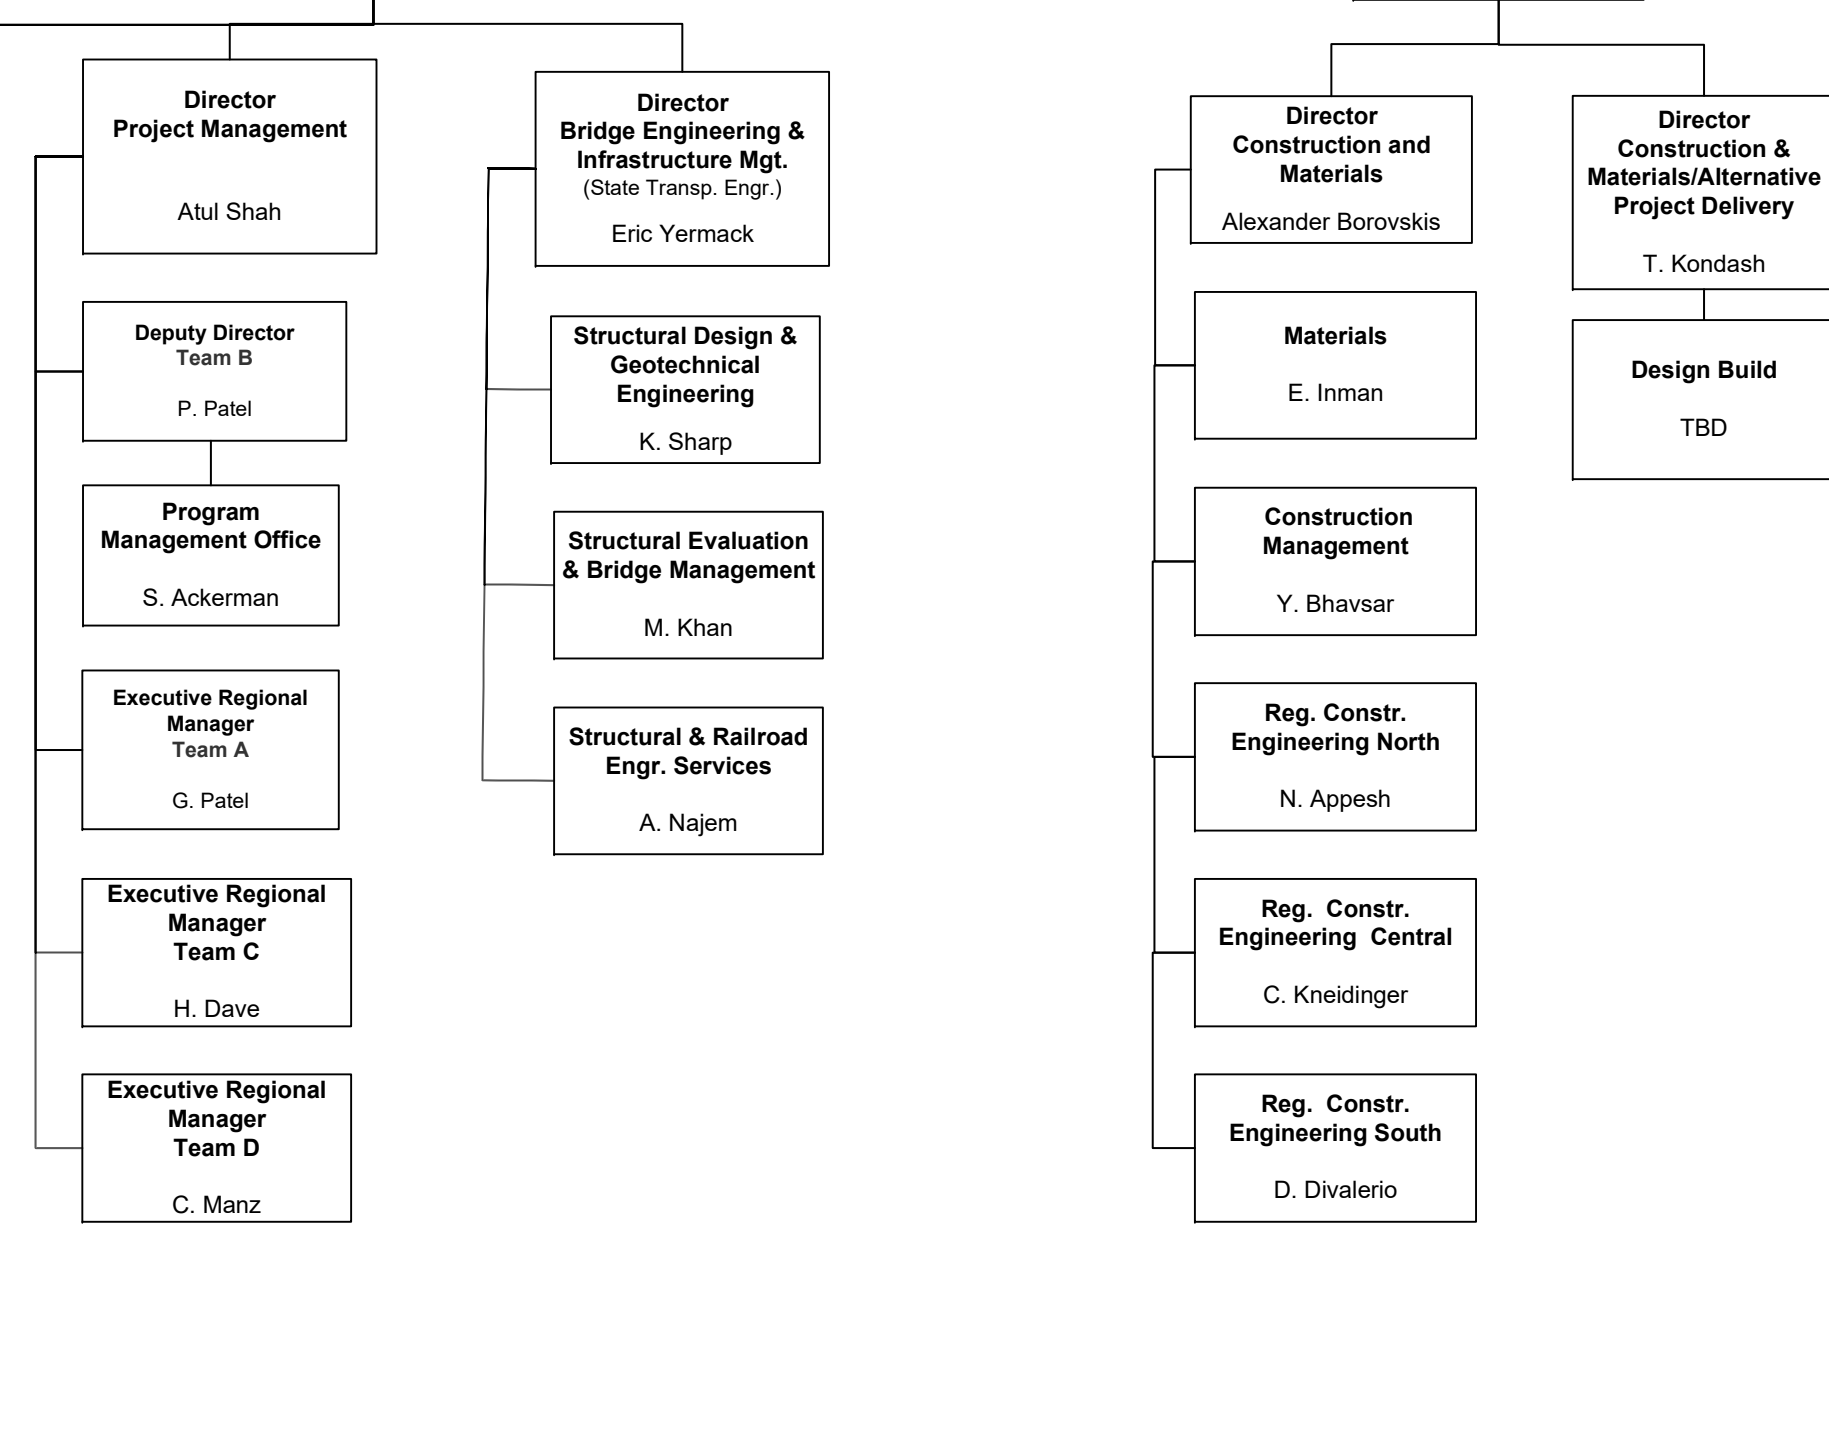 Director
Project Management
Atul Shah
Deputy Director
Team B
P. Patel
Program
Management Office
S. Ackerman
Executive Regional
Manager
Team A
G. Patel
Executive Regional
Manager
Team C
H. Dave
Executive Regional
Manager
Team D
C. Manz
Director
Bridge Engineering &
Infrastructure Mgt.
(State Transp. Engr.)
Eric Yermack
Structural Design &
Geotechnical
Engineering
K. Sharp
Structural Evaluation
& Bridge Management
M. Khan
Structural & Railroad
Engr. Services
A. Najem
Director
Construction and
Materials
Alexander Borovskis
Materials
E. Inman
Construction
Management
Y. Bhavsar
Reg. Constr.
Engineering North
N. Appesh
Reg. Constr.
Engineering Central
C. Kneidinger
Reg. Constr.
Engineering South
D. Divalerio
Director
Construction &
Materials/Alternative
Project Delivery
T. Kondash
Design Build
TBD